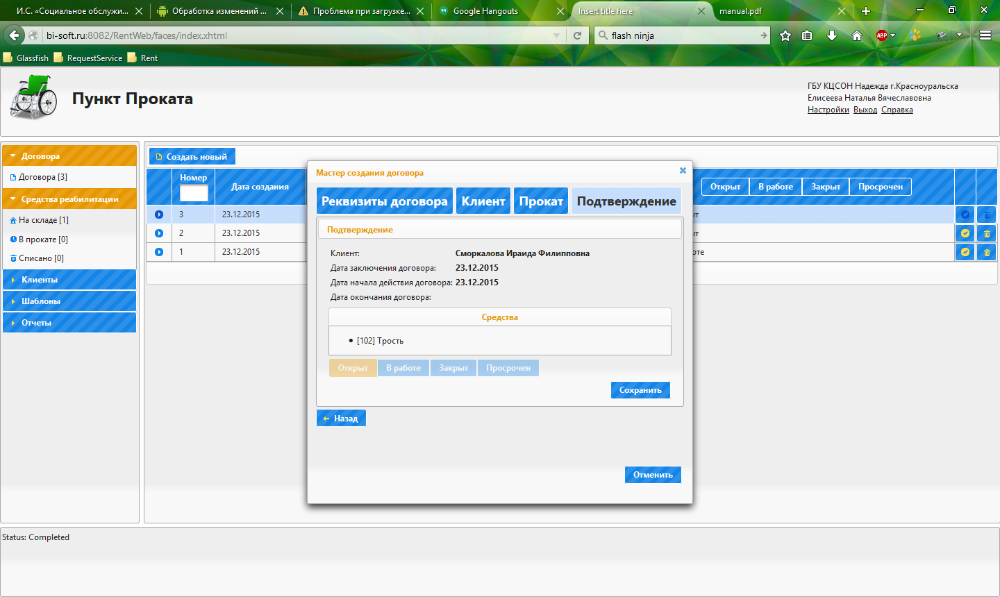 И.С. «Социальное обслужи...
Обработка изменений ...
Проблема при загрузке...
Google Hangouts
Insert title here
manual.pdf
bi-soft.ru:8082/RentWeb/faces/index.xhtml
flash ninja
ABP
Glassfish
RequestService
Rent
Пункт Проката
ГБУ КЦСОН Надежда г.Красноуральска
Елисеева Наталья Вячеславовна
Настройки Выход Справка
Договора
Договора [3]
Средства реабилитации
На складе [1]
В прокате [0]
Списано [0]
Клиенты
Шаблоны
Отчеты
Создать новый
Номер
Дата создания
Открыт В работе Закрыт Просрочен
3 23.12.2015 ыт
2 23.12.2015 ыт
1 23.12.2015 оте
Мастер создания договора
Реквизиты договора Клиент Прокат Подтверждение
Подтверждение
Клиент: Сморкалова Ираида Филипповна
Дата заключения договора: 23.12.2015
Дата начала действия договора: 23.12.2015
Дата окончания договора:
Средства
• [102] Трость
Открыт В работе Закрыт Просрочен
Сохранить
Назад
Отменить
Status: Completed